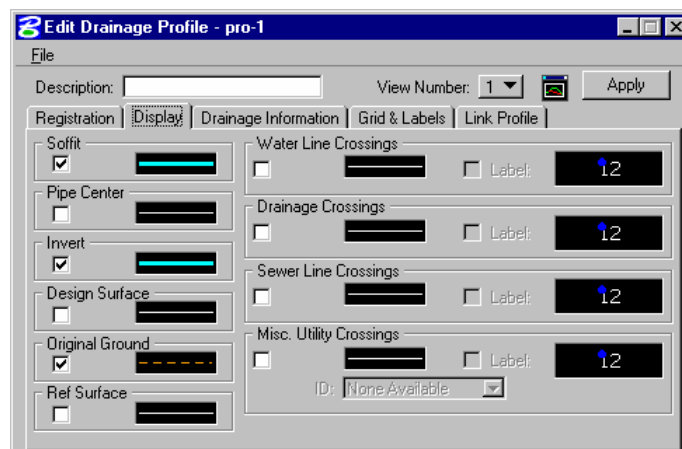 Edit Drainage Profile - pro-1
File
Description: View Number: 1 Apply
Registration Display Drainage Information Grid & Labels Link Profile
Soffit
Water Line Crossings
Label: 12
Pipe Center
Drainage Crossings
Label: 12
Invert
Sewer Line Crossings
Label: 12
Design Surface
Misc. Utility Crossings
Original Ground
Label: 12
ID: None Available
Ref Surface